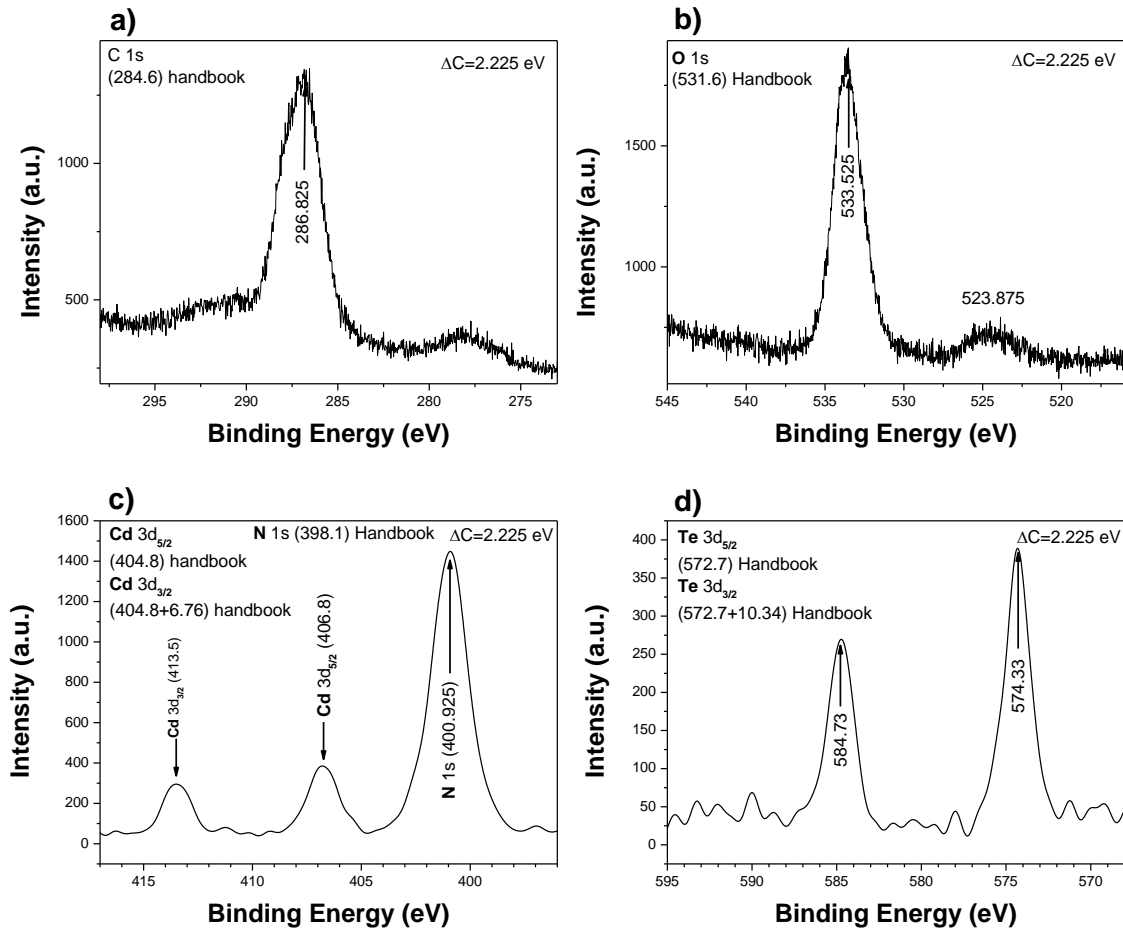 a)
C 1s
(284.6) handbook
ΔC=2.225 eV
286.825
1000
500
295
290
285
280
275
Binding Energy (eV)
Intensity (a.u.)
b)
O 1s
(531.6) Handbook
ΔC=2.225 eV
533.525
523.875
1500
1000
545
540
535
530
525
520
Binding Energy (eV)
Intensity (a.u.)
c)
Cd 3d5/2
(404.8) handbook
Cd 3d3/2
(404.8+6.76) handbook
N 1s (398.1) Handbook
ΔC=2.225 eV
Cd 3d3/2 (413.5)
Cd 3d5/2 (406.8)
N 1s (400.925)
1600
1400
1200
1000
800
600
400
200
0
415
410
405
400
Binding Energy (eV)
Intensity (a.u.)
d)
Te 3d5/2
(572.7) handbook
Te 3d3/2
(572.7+10.34) Handbook
ΔC=2.225 eV
584.73
574.33
400
350
300
250
200
150
100
50
0
595
590
585
580
575
570
Binding Energy (eV)
Intensity (a.u.)